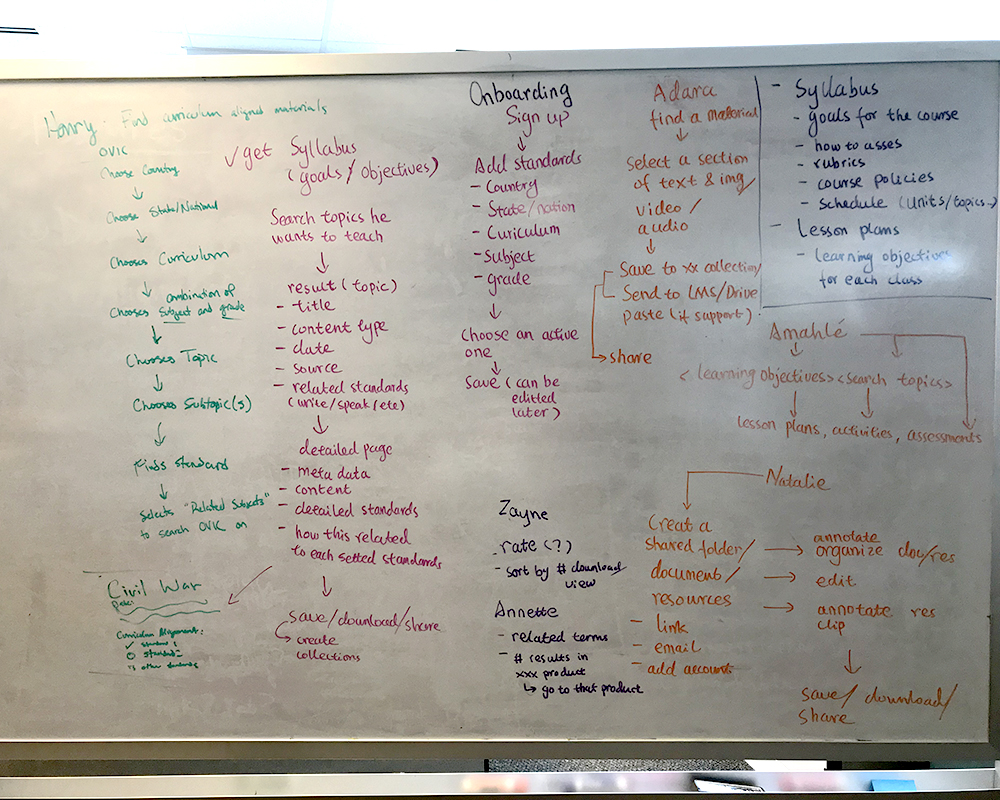 Henry · Find curriculum aligned materials
OVIC
Choose Country
Choose State/National
Chooses Curriculum
combination of
Chooses Subject and grade
Chooses Topic
Chooses Subtopic(s)
Finds Standard
Selects "Related Subsets"
to search OVIC on
Civil War
Curriculum Alignment:
✓ get Syllabus
(goals/objectives)
Search topics he
wants to teach
result (topic)
- title
- content type
- date
- source
- related standards
(write/speak/etc)
detailed page
- meta data
- content
- detailed standards
- how this related
to each setted standards
save/download/share
create
collections
Onboarding
Sign up
Add standards
- Country
- State/nation
- Curiculum
- Subject
- grade
Choose an active
one
Save (can be
editted
later)
Zayne
rate (?)
- sort by # download/
view
Annette
- related terms
- # results in
xxx product
↳ go to that product
Adara
find a material
Select a section
of text & img/
video /
audio
Save to xx collection/
Send to LMS/Drive
paste (if support)
share
- Syllabus
- goals for the course
- how to asses
- rubrics
- course policies
- schedule (Units/topics-)
- Lesson plans
- learning objectives
for each class
Amahlé
<learning objectives> <search topics>
lesson plans, activities, assessments
Natalie
Creat a
shared folder/
document/
resources
- link
- email
- add account
annotate
organize doc/res
edit
annotate res
clip
save/download/
share